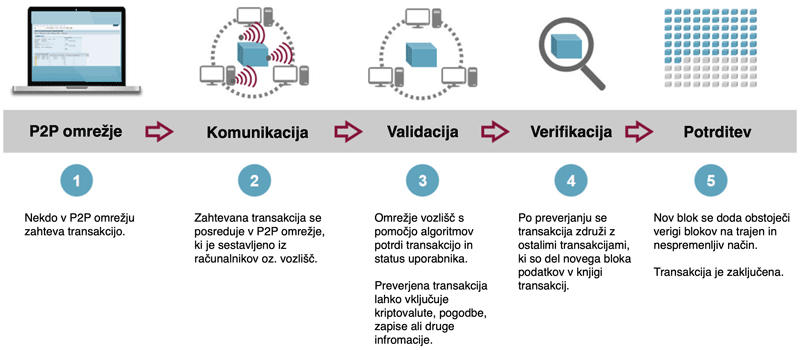 P2P omrežje
Komunikacija
Validacija
Verifikacija
Potrditev
1
2
3
4
5
Nekdo v P2P omrežju
zahteva transakcijo.
Zahtevana transakcija se
posreduje v P2P omrežje,
ki je sestavljeno iz
računalnikov oz. vozlišč.
Omrežje vozlišč s
pomočjo algoritmov
potrdi transakcijo in
status uporabnika.
Preverjena transakcija
lahko vključuje
kriptovalute, pogodbe,
zapise ali druge
infromacije.
Po preverjanju se
transakcija združi z
ostalimi transakcijami,
ki so del novega bloka
podatkov v knjigi
transakcij.
Nov blok se doda obstoječi
verigi blokov na trajen in
nespremenljiv način.
Transakcija je zaključena.